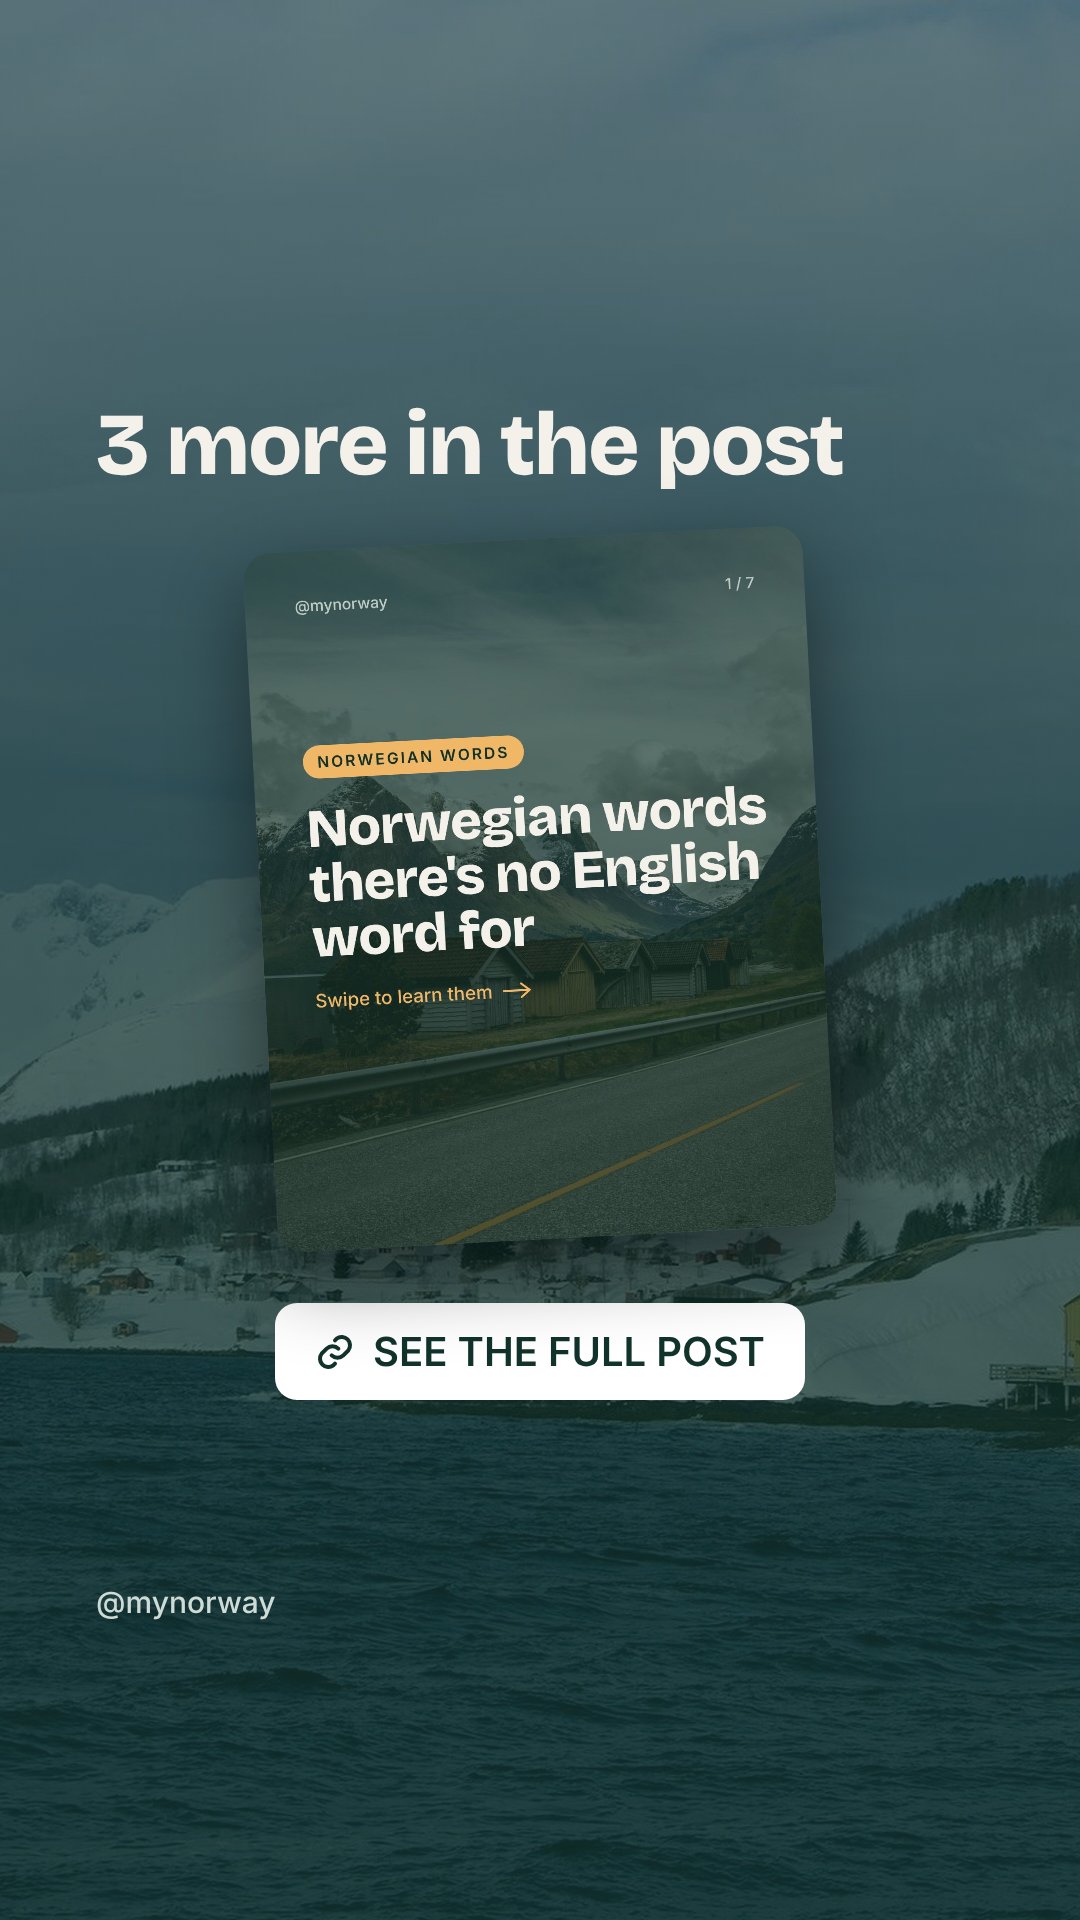 3 more in the post
@mynorway
1 / 7
NORWEGIAN WORDS
Norwegian words
there's no English
word for
Swipe to learn them
SEE THE FULL POST
@mynorway